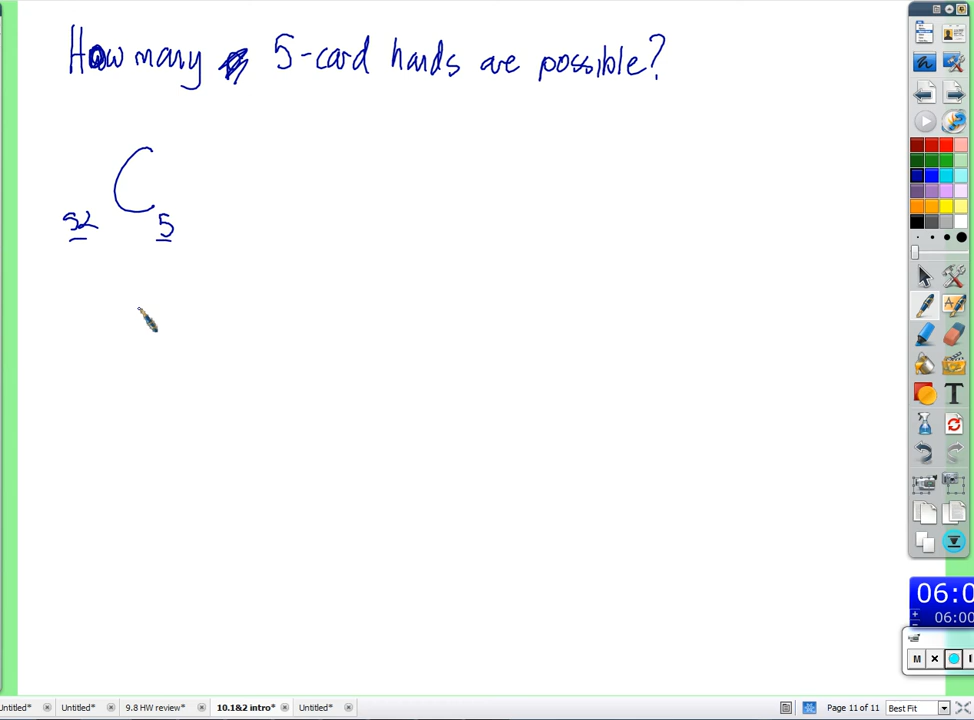 How many 5-card hands are possible?
52 C 5
06:0
06:00
M
Untitled*
Untitled*
9.8 HW review*
10.1&2 intro*
Untitled*
Page 11 of 11
Best Fit